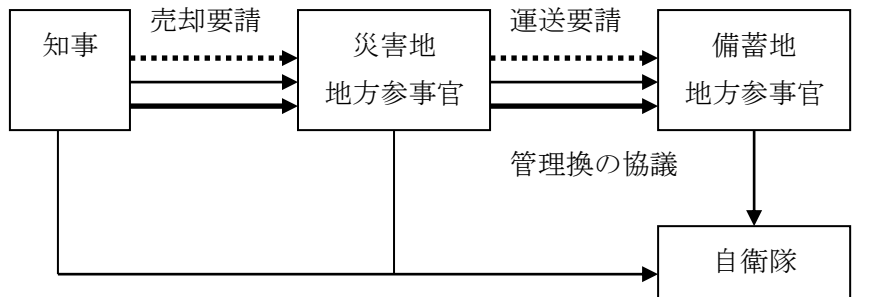 売却要請
運送要請
知事
災害地
地方参事官
備蓄地
地方参事官
管理換の協議
自衛隊